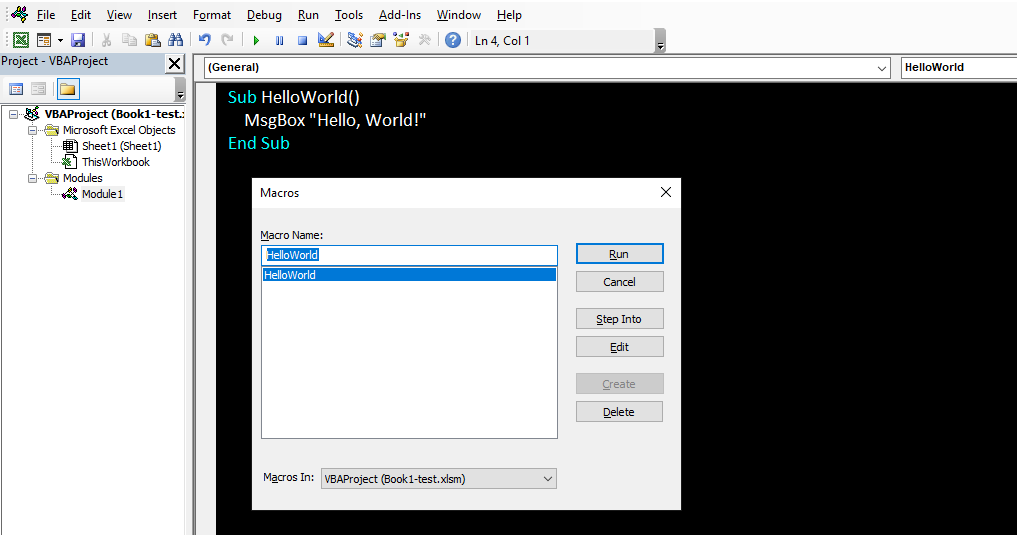 File Edit View Insert Format Debug Run Tools Add-Ins Window Help
Ln 4, Col 1
Project - VBAProject
(General)
HelloWorld
VBAProject (Book1-test.
Microsoft Excel Objects
Sheet1 (Sheet1)
ThisWorkbook
Modules
Module1
Sub HelloWorld()
MsgBox "Hello, World!"
End Sub
Macros
Macro Name:
HelloWorld
HelloWorld
Run
Cancel
Step Into
Edit
Create
Delete
Macros In: VBAProject (Book1-test.xlsm)